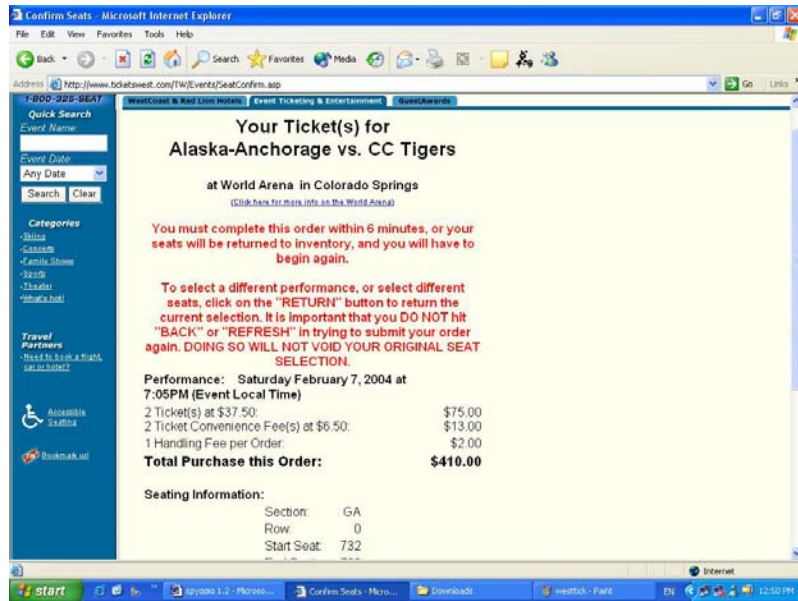 Confirm Seats - Microsoft Internet Explorer
File Edit View Favorites Tools Help
Back Search Favorites Media
Address http://www.ticketswest.com/TW/Events/SeatConfirm.asp Go Links
1-800-325-SEAT
WestCoast & Red Lion Hotels Event Ticketing & Entertainment GuestAwards
Quick Search
Event Name:
Event Date:
Any Date
Search Clear
Categories
Skiing
Concerts
Family Shows
Sports
Theater
What's hot!
Travel
Partners
Need to book a flight,
car or hotel?
Accessible
Seating
Bookmark us!
Your Ticket(s) for
Alaska-Anchorage vs. CC Tigers
at World Arena in Colorado Springs
(Click here for more info on the World Arena)
You must complete this order within 6 minutes, or your
seats will be returned to inventory, and you will have to
begin again.
To select a different performance, or select different
seats, click on the "RETURN" button to return the
current selection. It is important that you DO NOT hit
"BACK" or "REFRESH" in trying to submit your order
again. DOING SO WILL NOT VOID YOUR ORIGINAL SEAT
SELECTION.
Performance: Saturday February 7, 2004 at
7:05PM (Event Local Time)
2 Ticket(s) at $37.50: $75.00
2 Ticket Convenience Fee(s) at $6.50: $13.00
1 Handling Fee per Order: $2.00
Total Purchase this Order: $410.00
Seating Information:
Section: GA
Row: 0
Start Seat: 732
Internet
start εργασια 1.2 - Microso... Confirm Seats - Micro... Downloads westtick - Paint EN 12:50 PM